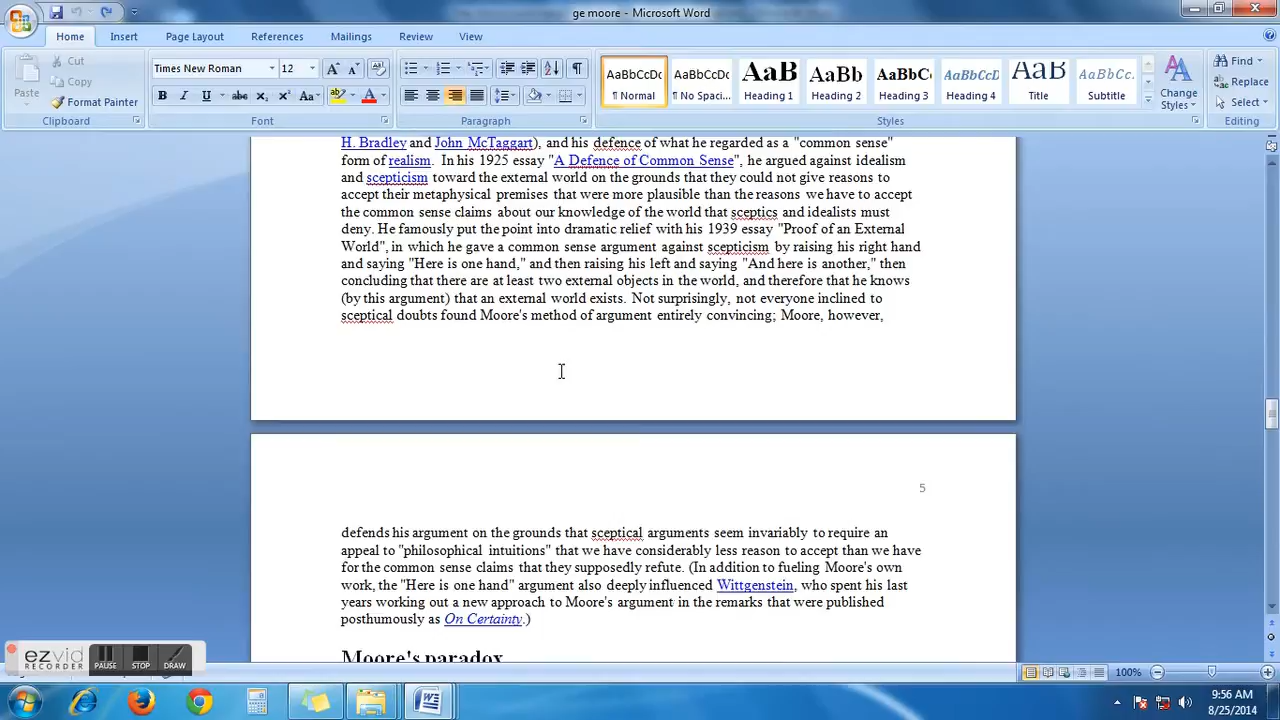 ge moore - Microsoft Word
Home Insert Page Layout References Mailings Review View
Paste
Cut
Copy
Format Painter
Clipboard
Times New Roman 12
Font
Paragraph
AaBbCcDc AaBbCcDc AaB AaBb AaBbC AaBbCcD AaB AaBbCc.
¶ Normal ¶ No Spaci... Heading 1 Heading 2 Heading 3 Heading 4 Title Subtitle
Change Styles
Styles
Find
Replace
Select
Editing
H. Bradley and John McTaggart), and his defence of what he regarded as a "common sense"
form of realism. In his 1925 essay "A Defence of Common Sense", he argued against idealism
and scepticism toward the external world on the grounds that they could not give reasons to
accept their metaphysical premises that were more plausible than the reasons we have to accept
the common sense claims about our knowledge of the world that sceptics and idealists must
deny. He famously put the point into dramatic relief with his 1939 essay "Proof of an External
World", in which he gave a common sense argument against scepticism by raising his right hand
and saying "Here is one hand," and then raising his left and saying "And here is another," then
concluding that there are at least two external objects in the world, and therefore that he knows
(by this argument) that an external world exists. Not surprisingly, not everyone inclined to
sceptical doubts found Moore's method of argument entirely convincing; Moore, however,
5
defends his argument on the grounds that sceptical arguments seem invariably to require an
appeal to "philosophical intuitions" that we have considerably less reason to accept than we have
for the common sense claims that they supposedly refute. (In addition to fueling Moore's own
work, the "Here is one hand" argument also deeply influenced Wittgenstein, who spent his last
years working out a new approach to Moore's argument in the remarks that were published
posthumously as On Certainty.)
Moore's paradox
ezvid
RECORDER
PAUSE STOP DRAW
100%
9:56 AM
8/25/2014